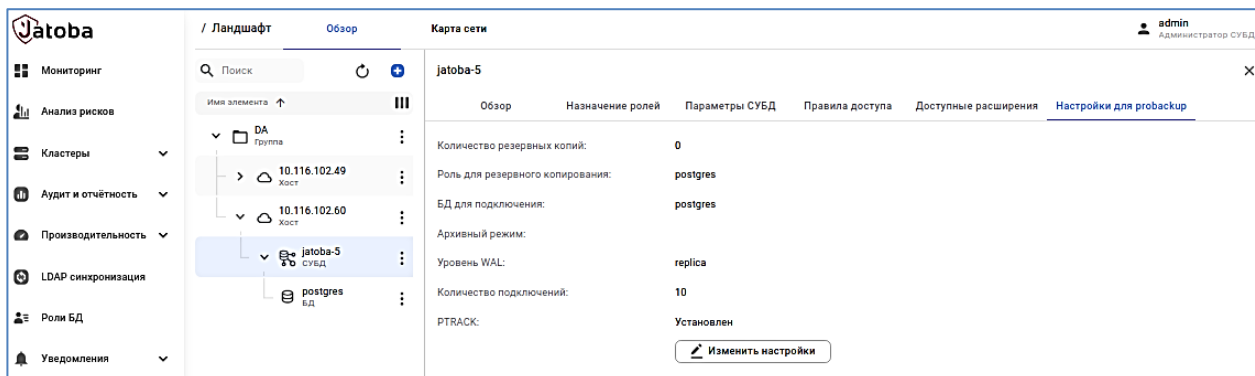 Jatoba
/ Ландшафт
Обзор
Карта сети
admin
Администратор СУБД
Мониторинг
Анализ рисков
Кластеры
Аудит и отчётность
Производительность
LDAP синхронизация
Роли БД
Уведомления
Поиск
Имя элемента
DA
Группа
10.116.102.49
Хост
10.116.102.60
Хост
jatoba-5
СУБД
postgres
БД
jatoba-5
Обзор Назначение ролей Параметры СУБД Правила доступа Доступные расширения Настройки для probackup
Количество резервных копий: 0
Роль для резервного копирования: postgres
БД для подключения: postgres
Архивный режим:
Уровень WAL: replica
Количество подключений: 10
PTRACK: Установлен
Изменить настройки